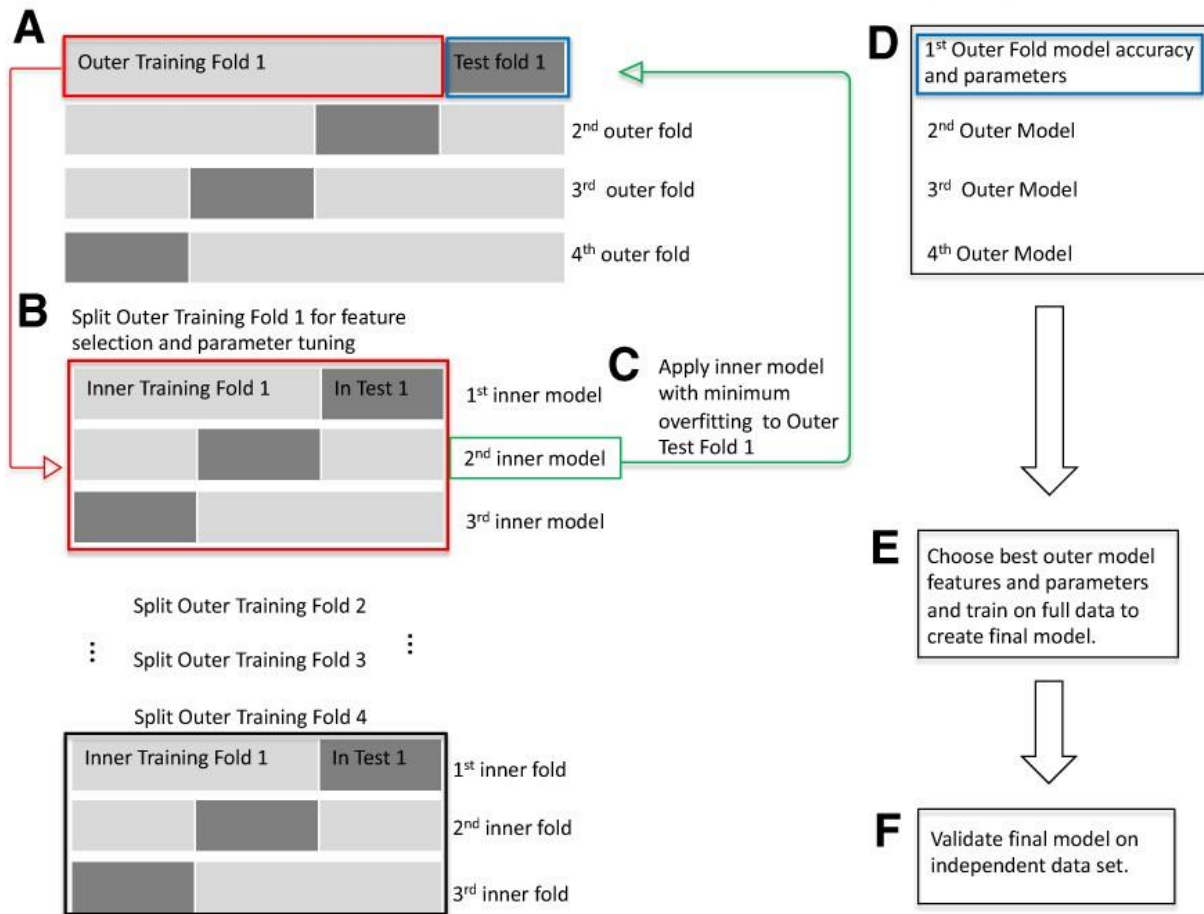 A
Outer Training Fold 1
Test fold 1
2nd outer fold
3rd outer fold
4th outer fold
B
Split Outer Training Fold 1 for feature
selection and parameter tuning
Inner Training Fold 1
In Test 1
1st inner model
2nd inner model
3rd inner model
C
Apply inner model
with minimum
overfitting to Outer
Test Fold 1
Split Outer Training Fold 2
Split Outer Training Fold 3
Split Outer Training Fold 4
Inner Training Fold 1
In Test 1
1st inner fold
2nd inner fold
3rd inner fold
D
1st Outer Fold model accuracy
and parameters
2nd Outer Model
3rd Outer Model
4th Outer Model
E
Choose best outer model
features and parameters
and train on full data to
create final model.
F
Validate final model on
independent data set.